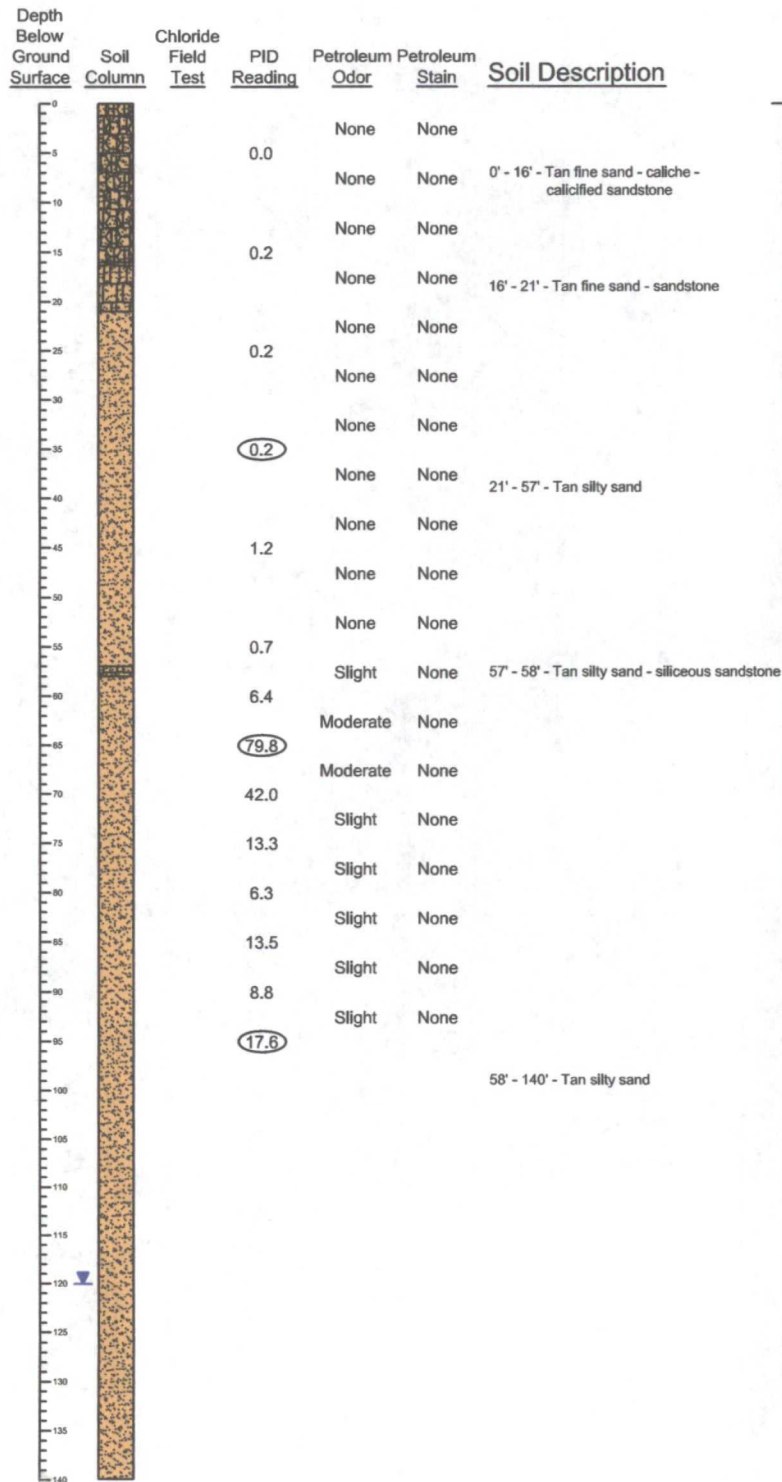 Depth
Below
Ground
Surface
Soil
Column
Chloride
Field
Test
PID
Reading
Petroleum
Odor
Petroleum
Stain
Soil Description
0
None None
5 0.0
None None 0' - 16' - Tan fine sand - caliche -
calicified sandstone
10
None None
15 0.2
None None 16' - 21' - Tan fine sand - sandstone
20
None None
25 0.2
None None
30
None None
35 0.2
None None 21' - 57' - Tan silty sand
40
None None
45 1.2
None None
50
None None
55 0.7
Slight None 57' - 58' - Tan silty sand - siliceous sandstone
60 6.4
Moderate None
65 79.8
Moderate None
70 42.0
Slight None
75 13.3
Slight None
80 6.3
Slight None
85 13.5
Slight None
90 8.8
Slight None
95 17.6
58' - 140' - Tan silty sand
100
105
110
115
120
125
130
135
140